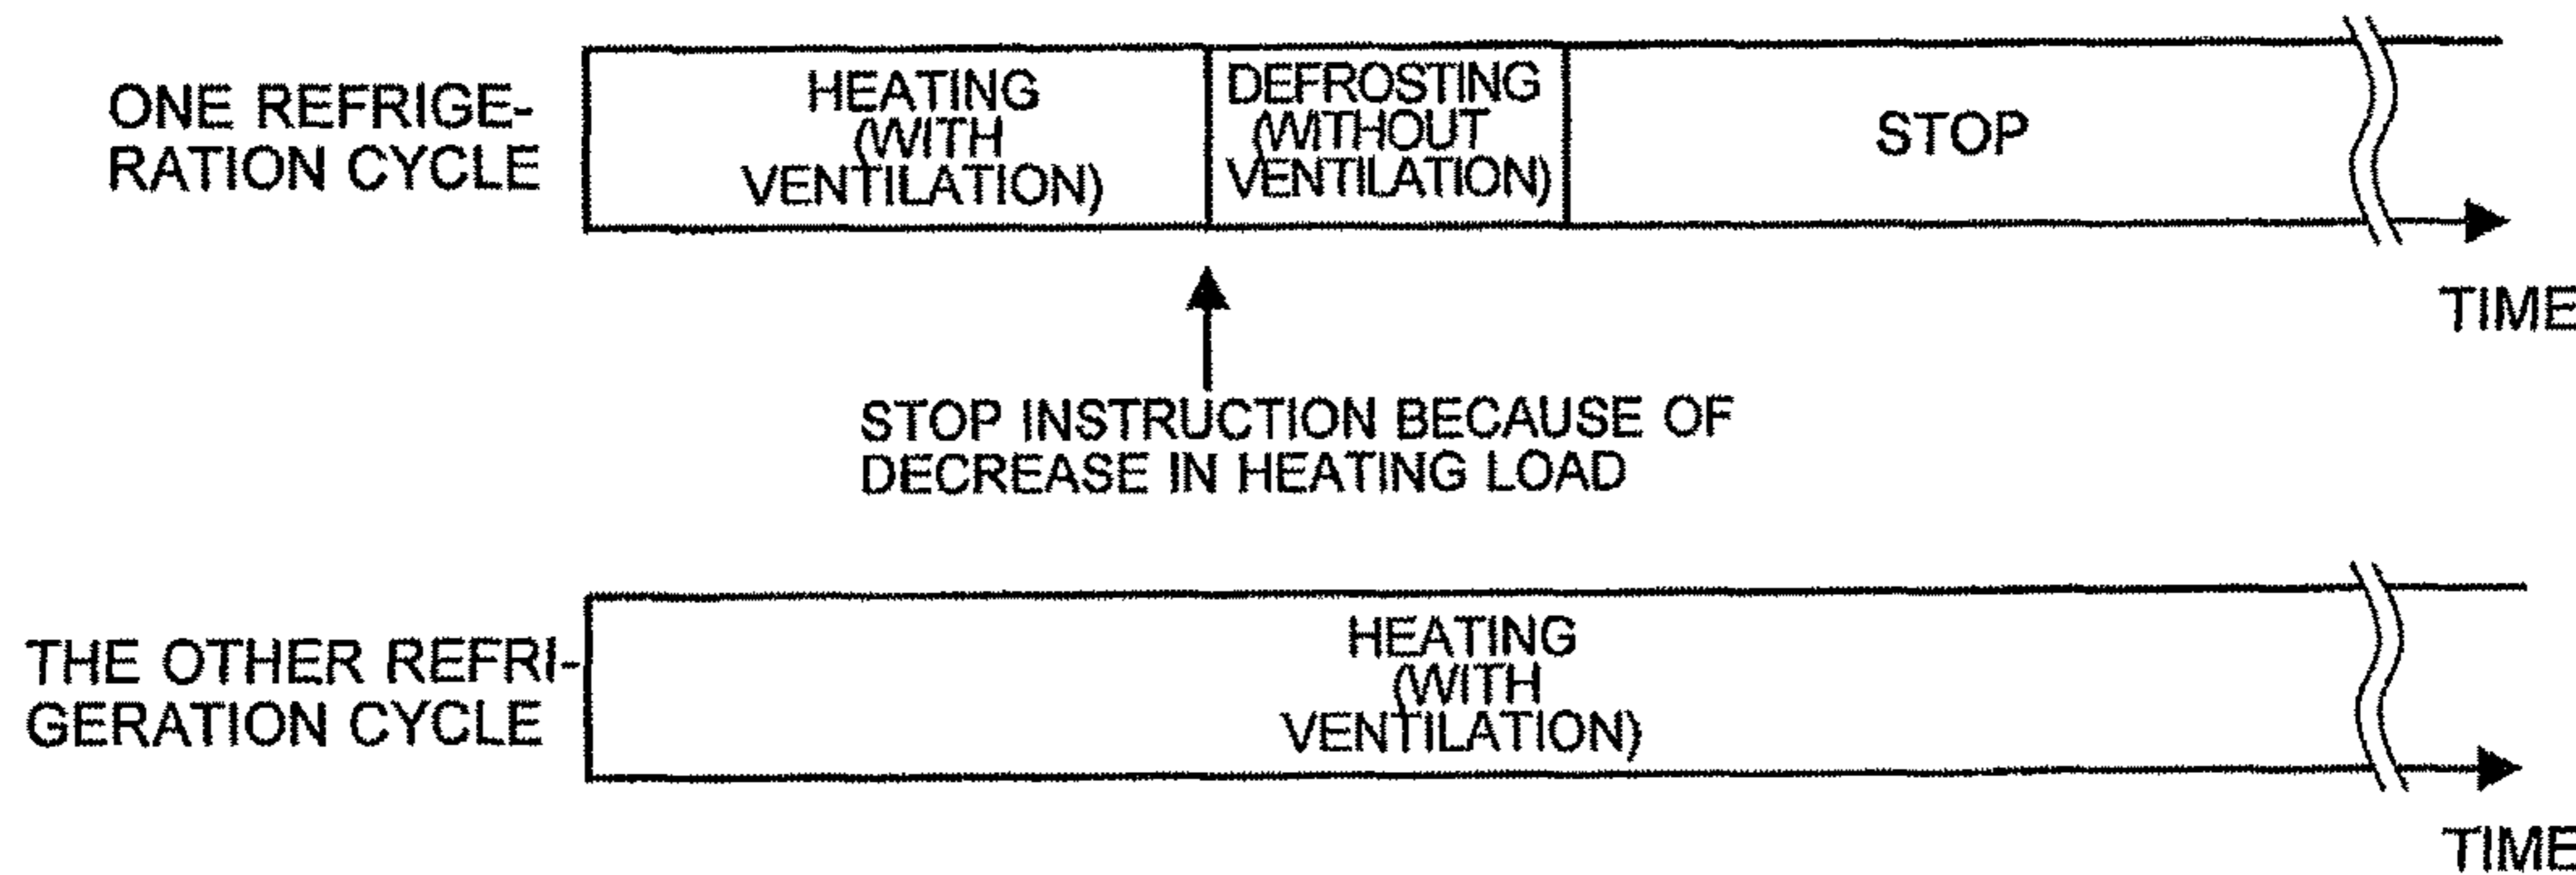 ONE REFRIGE-
RATION CYCLE
HEATING
(WITH
VENTILATION)
DEFROSTING
(WITHOUT
VENTILATION)
STOP
TIME
STOP INSTRUCTION BECAUSE OF
DECREASE IN HEATING LOAD
THE OTHER REFRI-
GERATION CYCLE
HEATING
(WITH
VENTILATION)
TIME